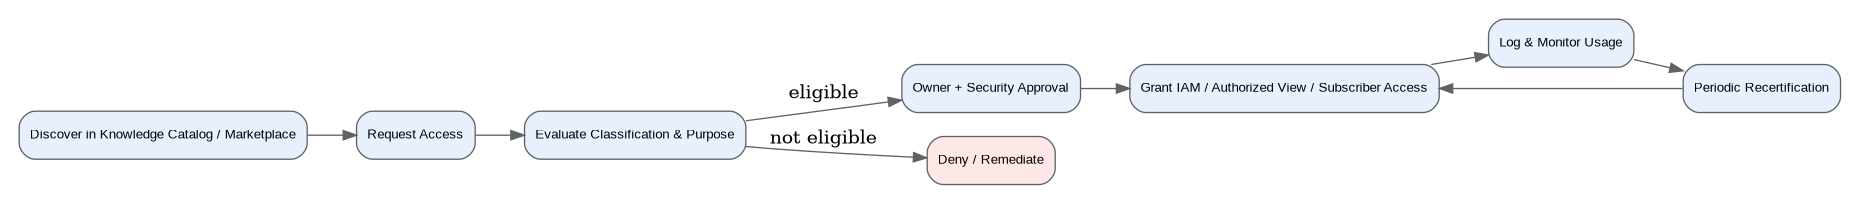 Discover in Knowledge Catalog / Marketplace
Request Access
Evaluate Classification & Purpose
eligible
not eligible
Owner + Security Approval
Deny / Remediate
Grant IAM / Authorized View / Subscriber Access
Log & Monitor Usage
Periodic Recertification